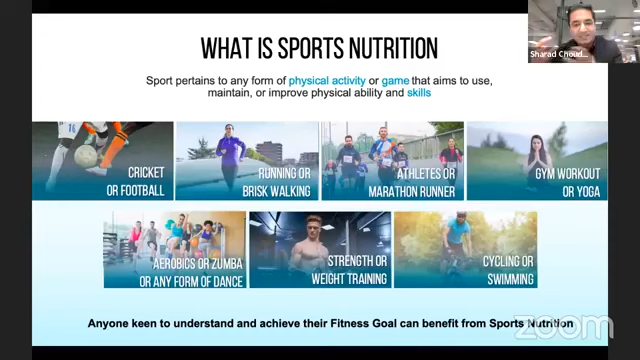 WHAT IS SPORTS NUTRITION
Sharad Choud...
Sport pertains to any form of physical activity or game that aims to use,
maintain, or improve physical ability and skills
CRICKET
OR FOOTBALL
RUNNING OR
BRISK WALKING
ATHLETES OR
MARATHON RUNNER
GYM WORKOUT
OR YOGA
AEROBICS OR ZUMBA
OR ANY FORM OF DANCE
STRENGTH OR
WEIGHT TRAINING
CYCLING OR
SWIMMING
Anyone keen to understand and achieve their Fitness Goal can benefit from Sports Nutrition
zoom